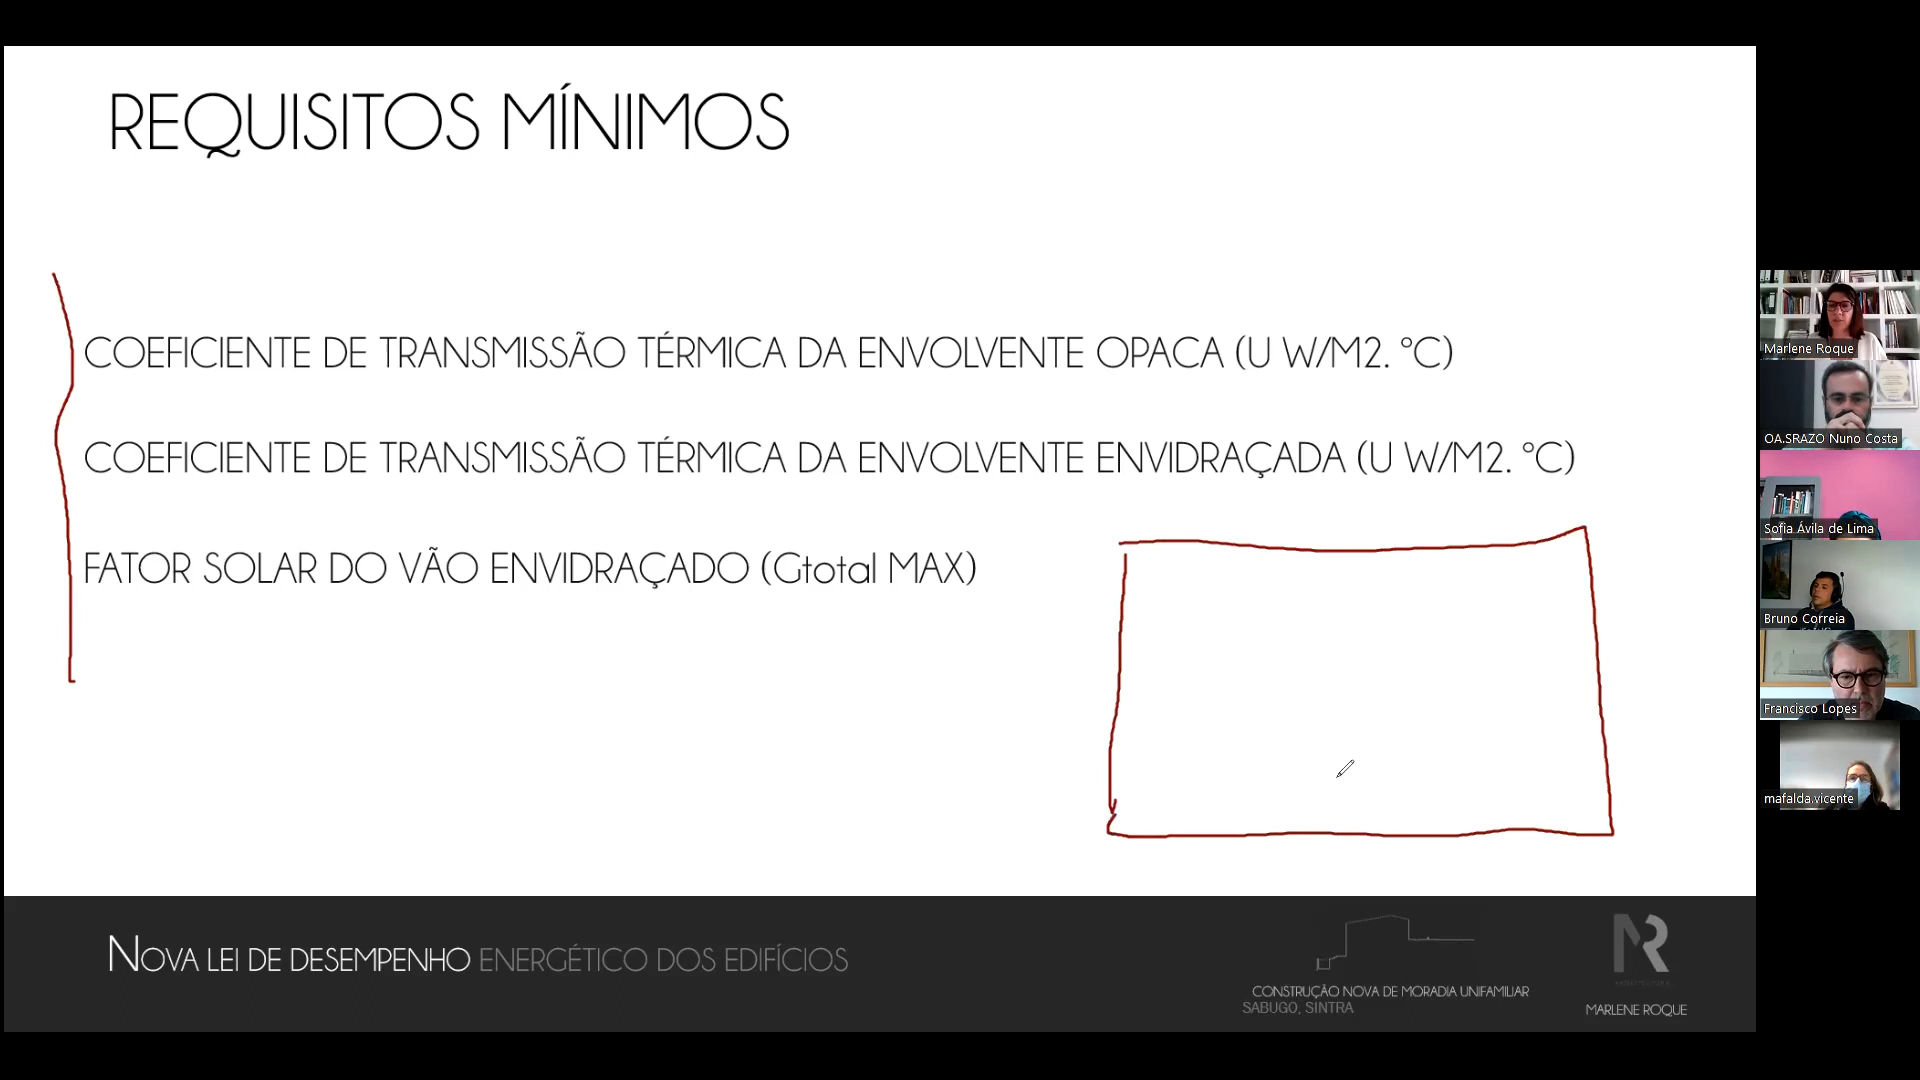 REQUISITOS MÍNIMOS
COEFICIENTE DE TRANSMISSÃO TÉRMICA DA ENVOLVENTE OPACA (U W/M2. ºC)
COEFICIENTE DE TRANSMISSÃO TÉRMICA DA ENVOLVENTE ENVIDRAÇADA (U W/M2. ºC)
FATOR SOLAR DO VÃO ENVIDRAÇADO (Gtotal MAX)
NOVA LEI DE DESEMPENHO ENERGÉTICO DOS EDIFÍCIOS
CONSTRUÇÃO NOVA DE MORADIA UNIFAMILIAR
SABUGO, SINTRA
MR
MARLENE ROQUE
Marlene Roque
OA.SRAZO Nuno Costa
Sofia Ávila de Lima
Bruno Correia
Francisco Lopes
mafalda.vicente